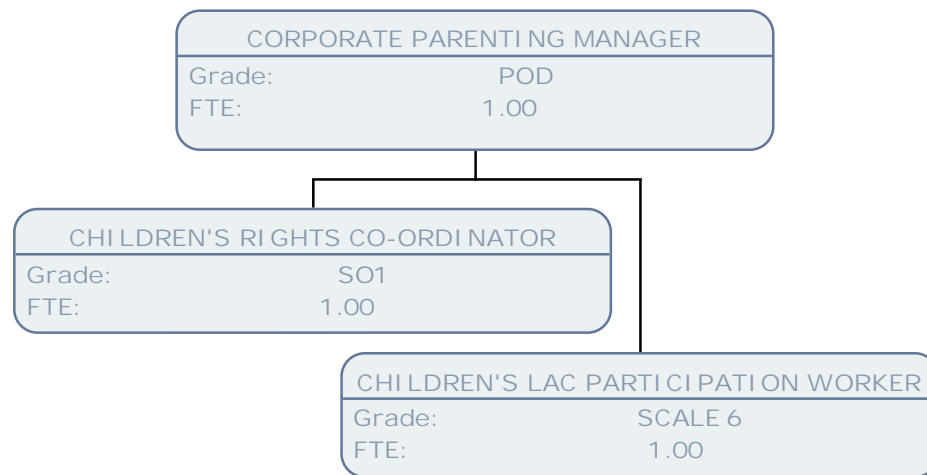 CORPORATE PARENTING MANAGER
Grade: POD
FTE: 1.00
CHILDREN'S RIGHTS CO-ORDINATOR
Grade: SO1
FTE: 1.00
CHILDREN'S LAC PARTICIPATION WORKER
Grade: SCALE 6
FTE: 1.00